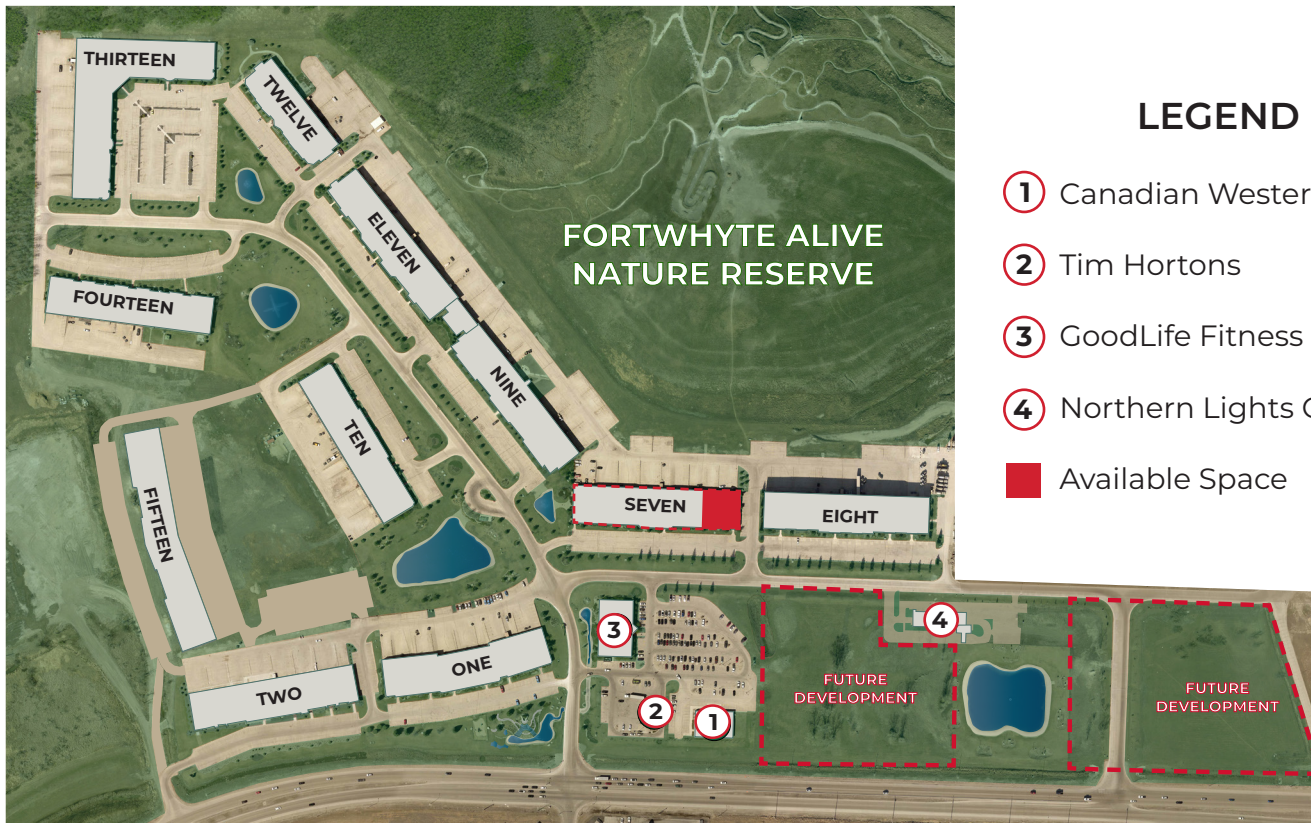 THIRTEEN
TWELVE
ELEVEN
FORTWHYTE ALIVE
NATURE RESERVE
FOURTEEN
NINE
TEN
FIFTEEN
SEVEN
EIGHT
ONE
TWO
3
2
1
4
FUTURE
DEVELOPMENT
FUTURE
DEVELOPMENT
LEGEND
1 Canadian Wester
2 Tim Hortons
3 GoodLife Fitness
4 Northern Lights
Available Space